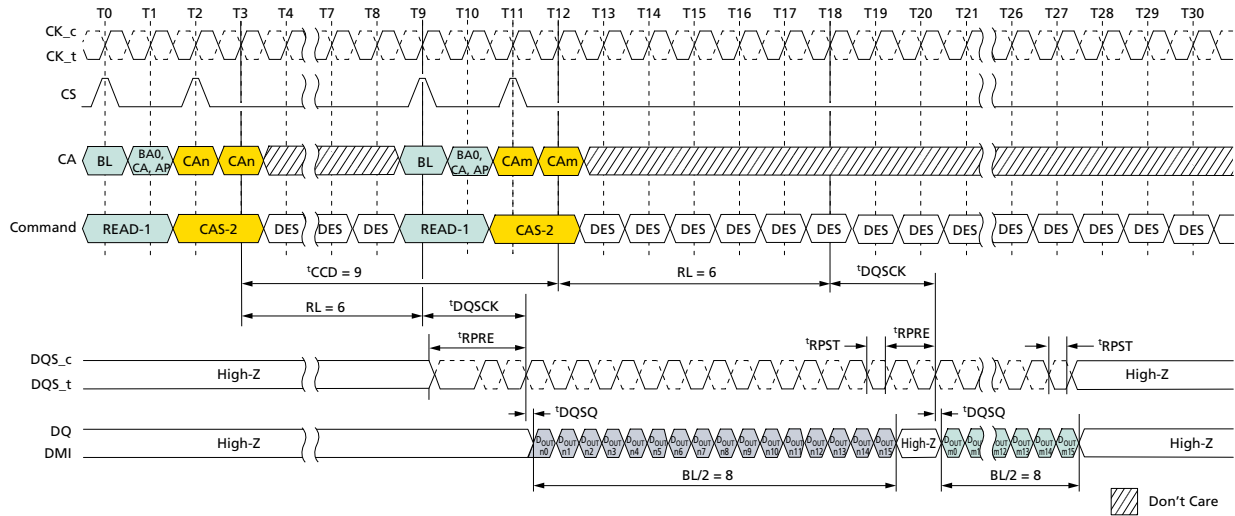 T0 T1 T2 T3 T4 T7 T8 T9 T10 T11 T12 T13 T14 T15 T16 T17 T18 T19 T20 T21 T26 T27 T28 T29 T30
CK_c
CK_t
CS
CA BL BA0, CA, AP CAn CAn BL BA0, CA, AP CAm CAm
Command READ-1 CAS-2 DES DES DES READ-1 CAS-2 DES DES DES DES DES DES DES DES DES DES DES DES DES DES
tCCD = 9 RL = 6 tDQSCK
RL = 6 tDQSCK
tRPRE tRPST tRPRE tRPST
DQS_c
DQS_t
High-Z High-Z
tDQSQ tDQSQ
DQ
DMI
High-Z DOUT n0 DOUT n1 DOUT n2 DOUT n3 DOUT n4 DOUT n5 DOUT n6 DOUT n7 DOUT n8 DOUT n9 DOUT n10 DOUT n11 DOUT n12 DOUT n13 DOUT n14 DOUT n15 High-Z DOUT m0 DOUT m1 DOUT m12 DOUT m13 DOUT m14 DOUT m15 High-Z
BL/2 = 8 BL/2 = 8
Don't Care